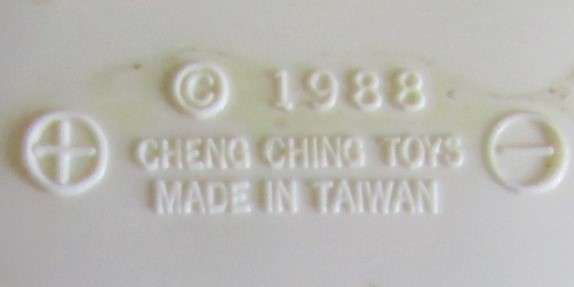 © 1988
⊕ CHENG CHING TOYS ⊖
MADE IN TAIWAN